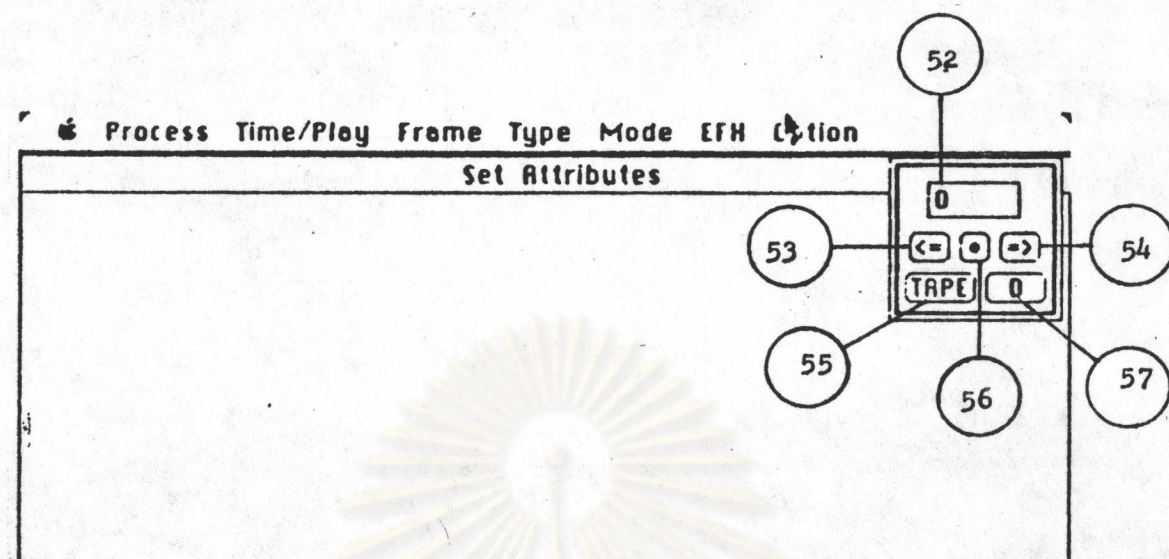 52
Process Time/Play Frame Type Mode EFX
Set Attributes
0
53 <= • => 54
TAPE 0
55 56 57